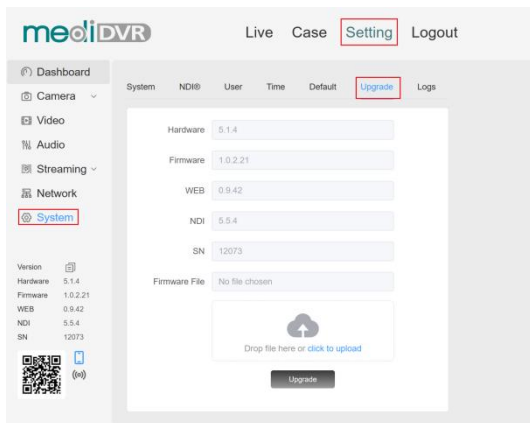 mediDVR
Live Case Setting Logout
Dashboard
Camera
Video
Audio
Streaming
Network
System
Version
Hardware 5.1.4
Firmware 1.0.2.21
WEB 0.9.42
NDI 5.5.4
SN 12073
System NDI® User Time Default Upgrade Logs
Hardware 5.1.4
Firmware 1.0.2.21
WEB 0.9.42
NDI 5.5.4
SN 12073
Firmware File No file chosen
Drop file here or click to upload
Upgrade